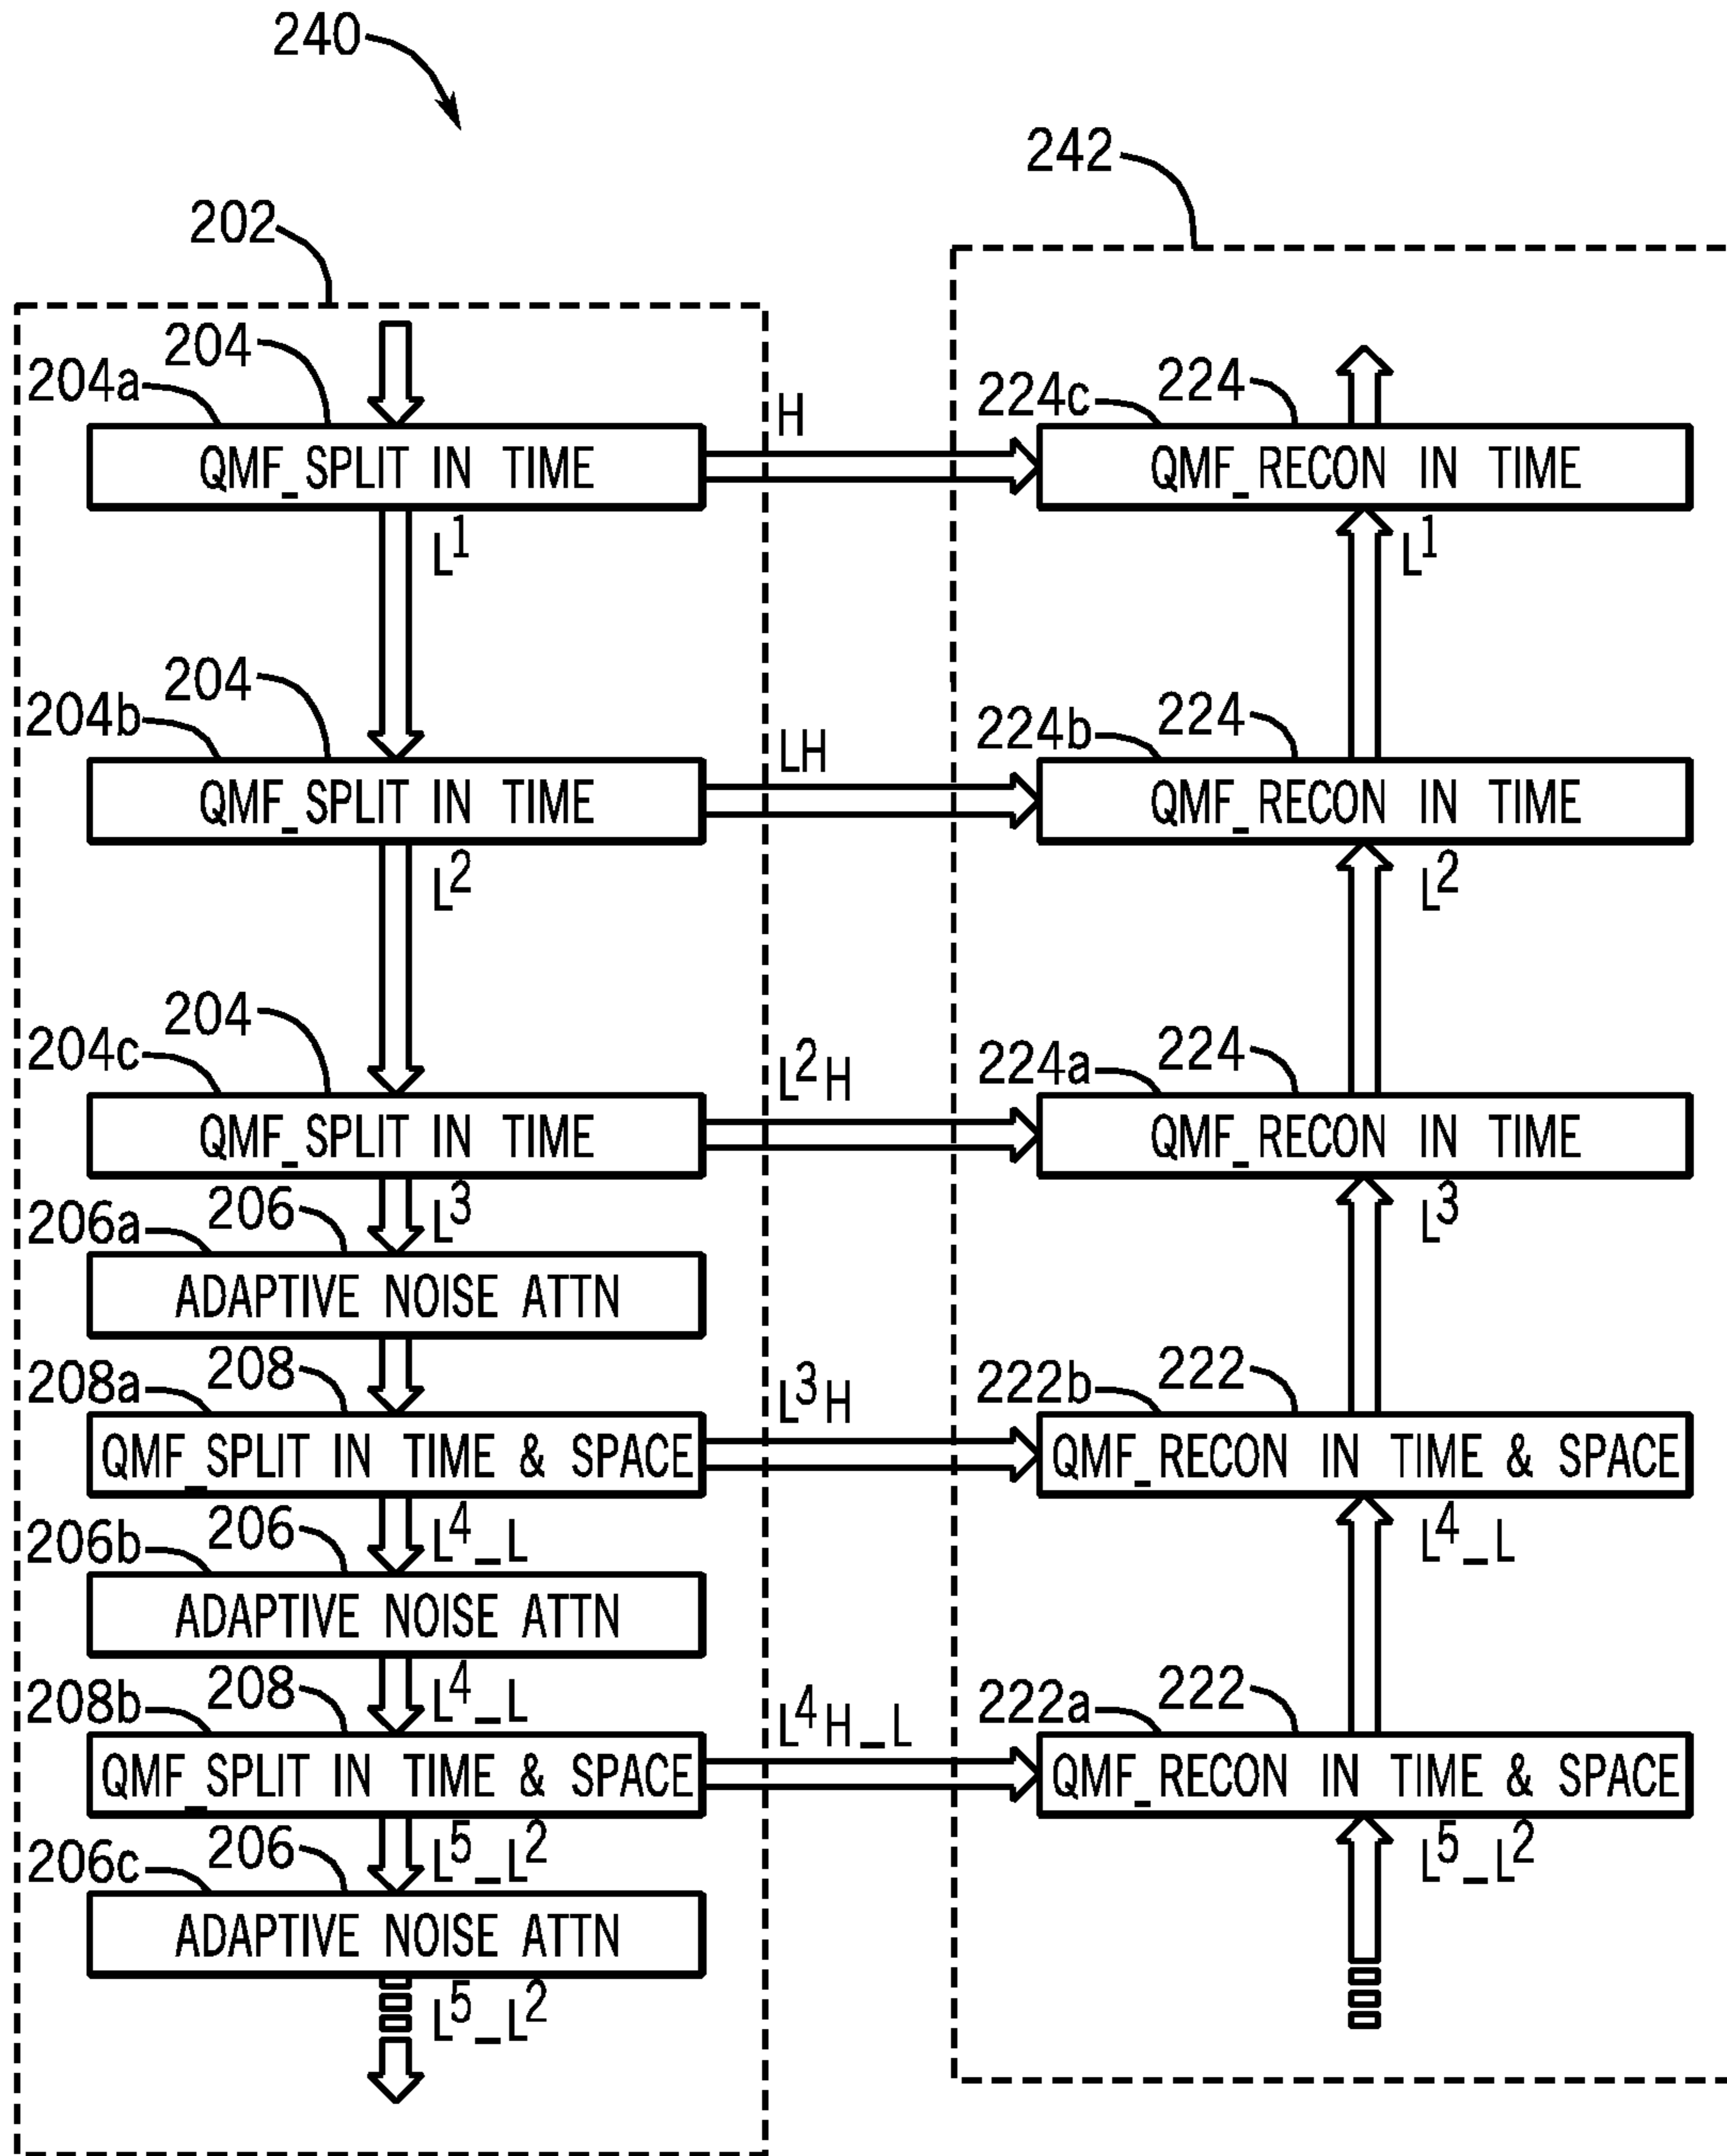 240
242
202
204
204a
QMF_SPLIT IN TIME
H
224c
224
QMF_RECON IN TIME
L1
L1
204
204b
QMF_SPLIT IN TIME
LH
224b
224
QMF_RECON IN TIME
L2
L2
204
204c
QMF_SPLIT IN TIME
L2H
224a
224
QMF_RECON IN TIME
L3
L3
206a
206
ADAPTIVE NOISE ATTN
208a
208
QMF_SPLIT IN TIME & SPACE
L3H
222b
222
QMF_RECON IN TIME & SPACE
L4_L
L4_L
206b
206
ADAPTIVE NOISE ATTN
L4_L
208b
208
QMF_SPLIT IN TIME & SPACE
L4H_L
222a
222
QMF_RECON IN TIME & SPACE
L5_L2
L5_L2
206c
206
ADAPTIVE NOISE ATTN
L5_L2